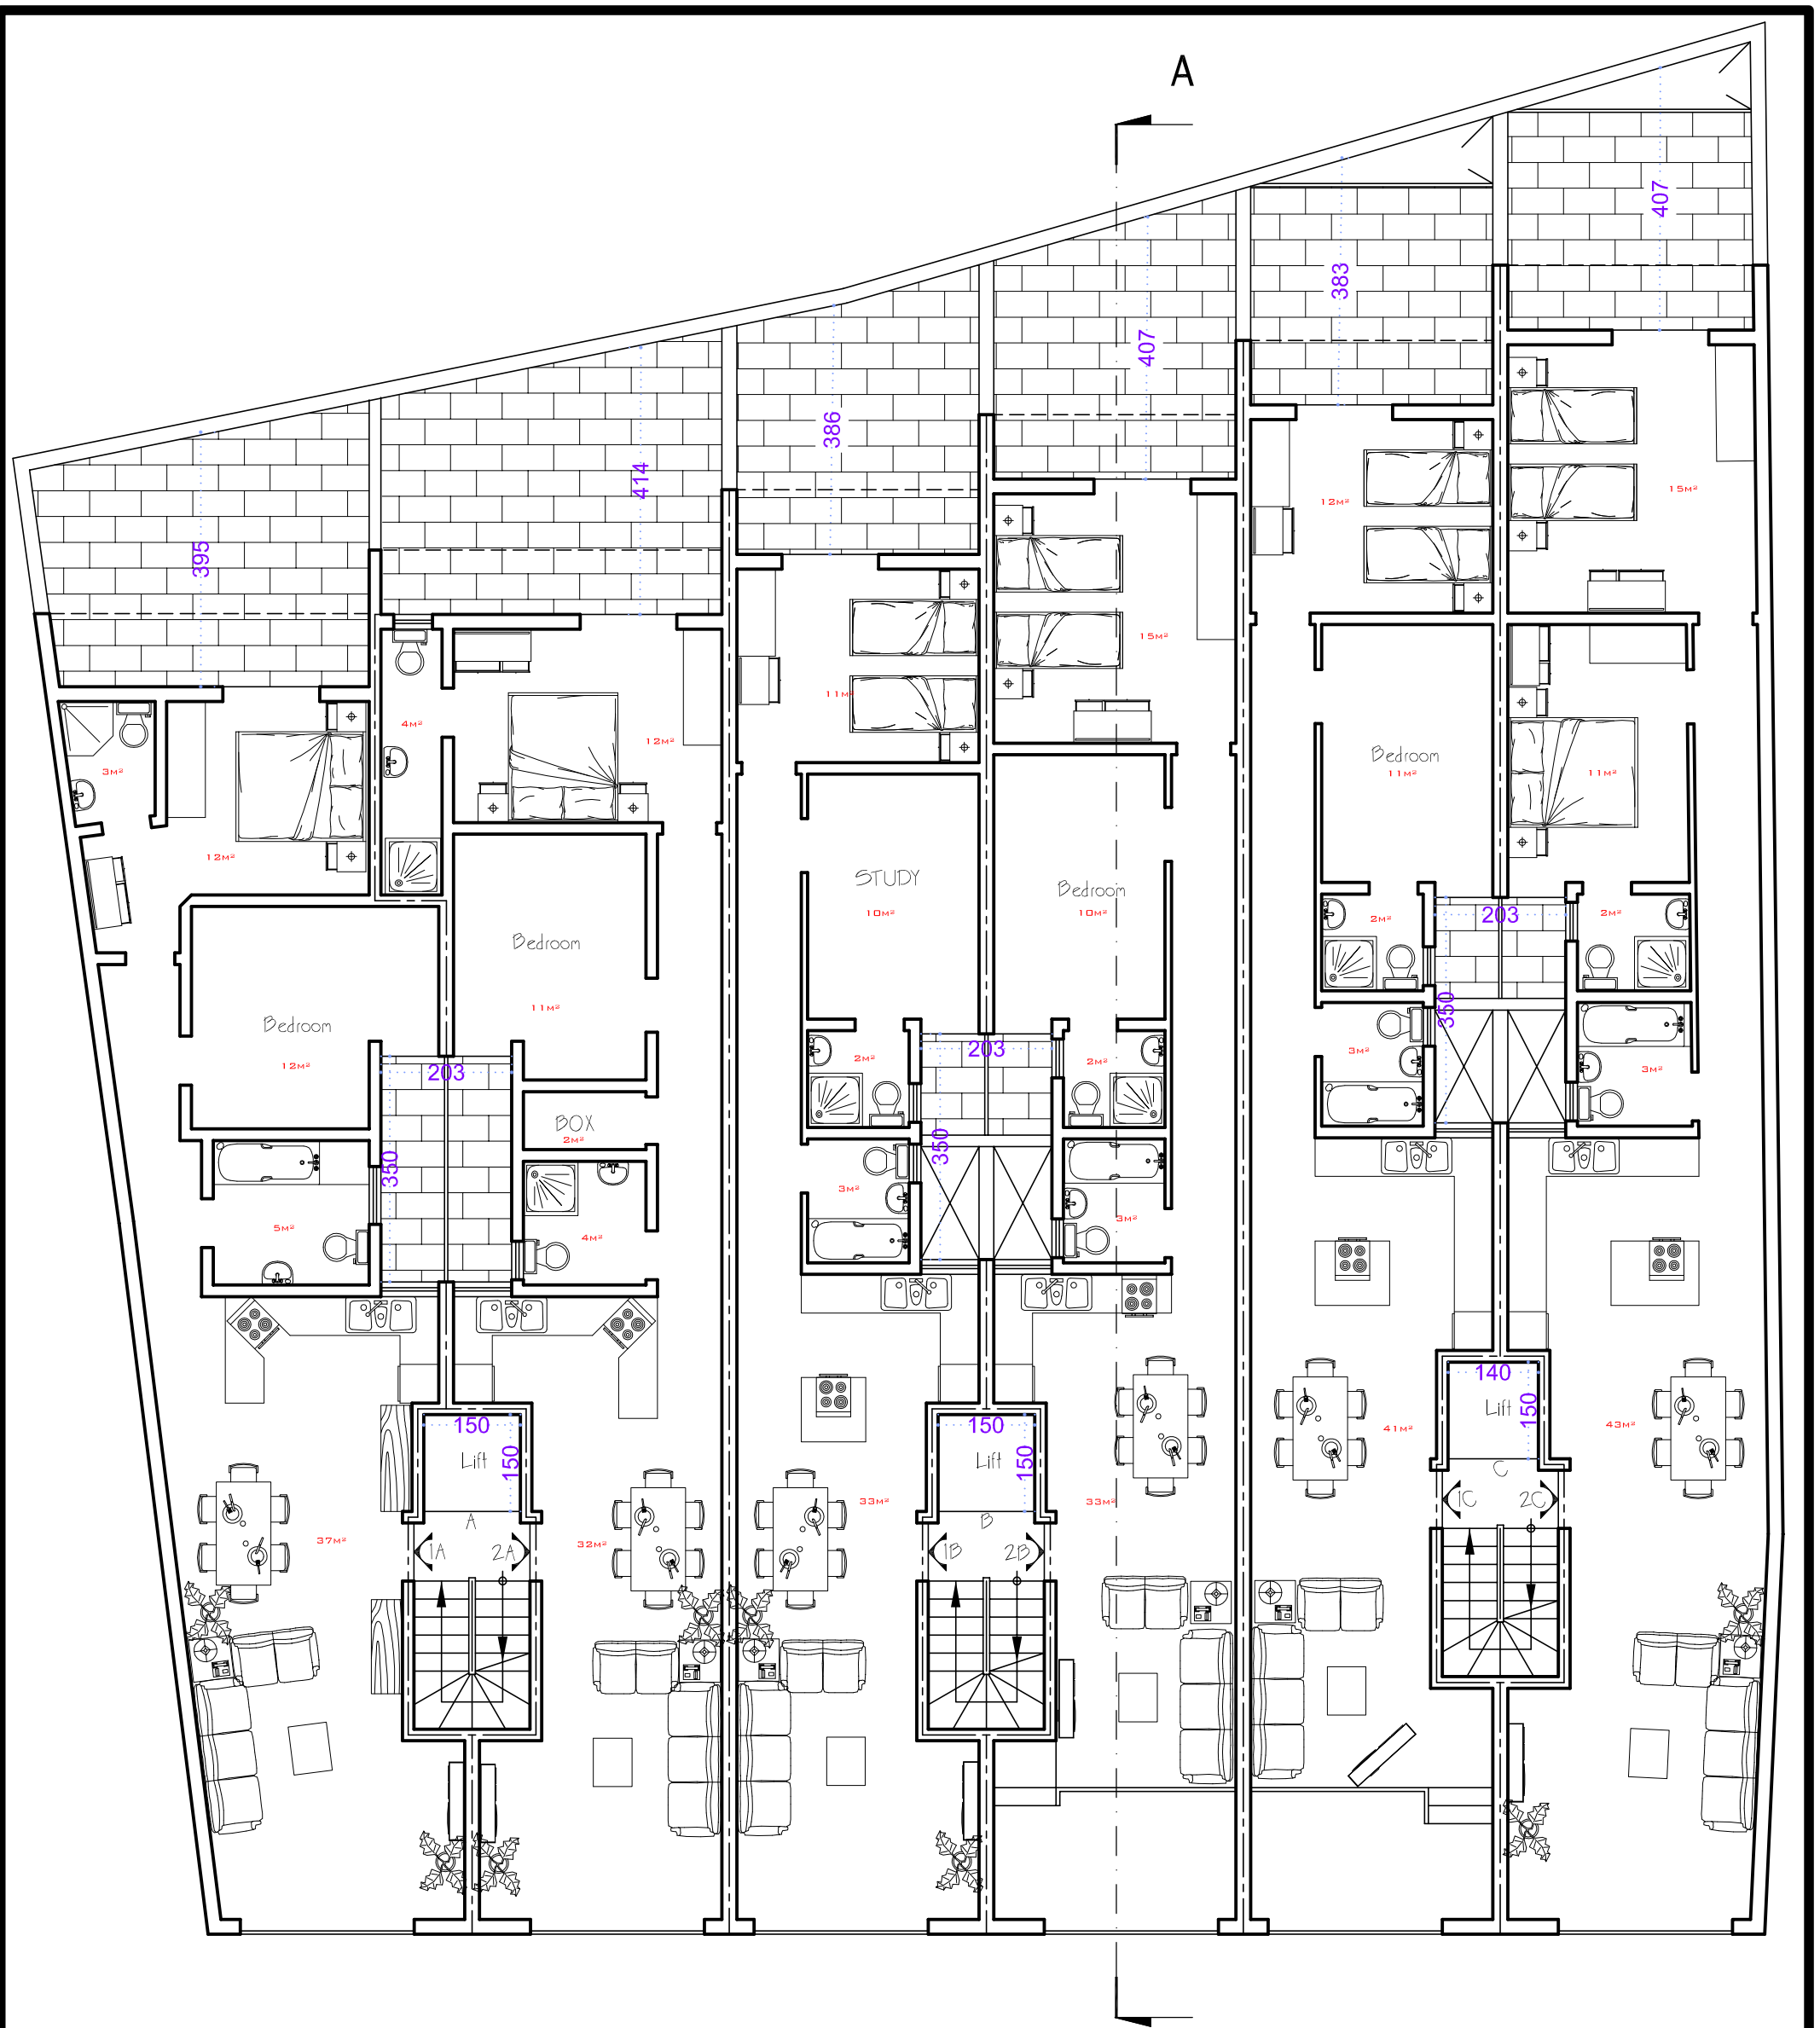 A
407
383
407
386
414
395
12M²
15M²
15M²
11M²
4M²
12M²
3M²
12M²
Bedroom
11M²
11M²
STUDY
10M²
Bedroom
10M²
2M²
203
2M²
350
3M²
3M²
Bedroom
11M²
Bedroom
12M²
203
350
BOX
2M²
5M²
4M²
2M²
203
2M²
350
3M²
3M²
150
Lift
150
150
Lift
150
140
Lift
150
41M²
43M²
33M²
33M²
37M²
32M²
A
1A
2A
B
1B
2B
C
1C
2C